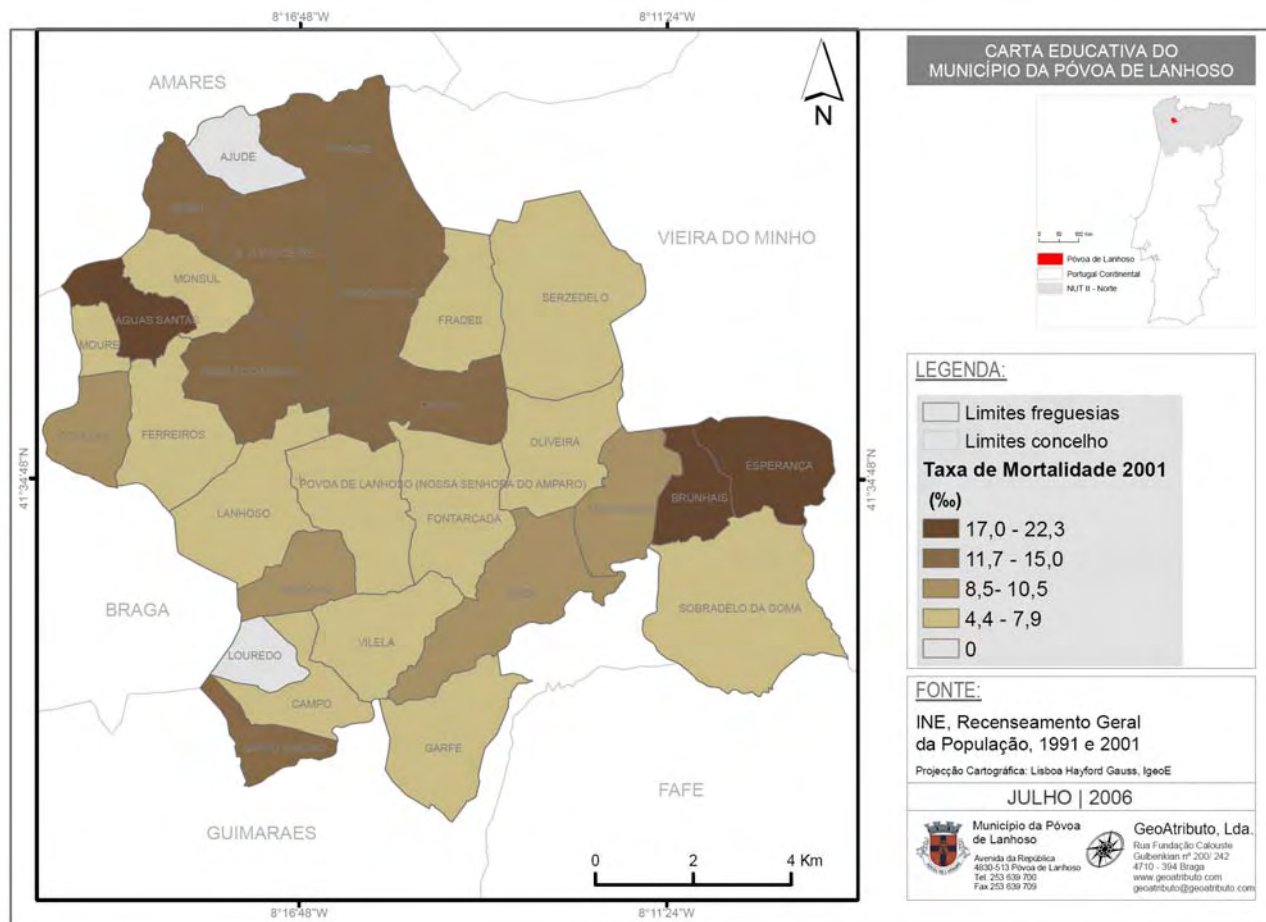 8°16'48"W
8°11'24"W
CARTA EDUCATIVA DO
MUNICÍPIO DA PÓVOA DE LANHOSO
AMARES
N
AJUDE
VIEIRA DO MINHO
0 50 100 Km
Póvoa de Lanhoso
Portugal Continental
NUT II - Norte
MONSUL
SERZEDELO
AGUAS SANTAS
FRADES
MOURE
FERREIROS
OLIVEIRA
ESPERANÇA
BRUNHAIS
POVOA DE LANHOSO (NOSSA SENHORA DO AMPARO)
LANHOSO
FONTARCADA
41°34'48"N
41°34'48"N
BRAGA
SOBRADELO DA GOMA
VILELA
LOUREDO
CAMPO
GARFE
FAFE
GUIMARAES
0 2 4 Km
8°16'48"W
8°11'24"W
LEGENDA:
Limites freguesias
Limites concelho
Taxa de Mortalidade 2001
(‰)
17,0 - 22,3
11,7 - 15,0
8,5- 10,5
4,4 - 7,9
0
FONTE:
INE, Recenseamento Geral
da População, 1991 e 2001
Projecção Cartográfica: Lisboa Hayford Gauss, IgeoE
JULHO | 2006
Município da Póvoa
de Lanhoso
Avenida da República
4830-513 Póvoa de Lanhoso
Tel. 253 639 700
Fax 253 639 709
GeoAtributo, Lda.
Rua Fundação Calouste
Gulbenkian nº 200/ 242
4710 - 394 Braga
www.geoatributo.com
geoatributo@geoatributo.com